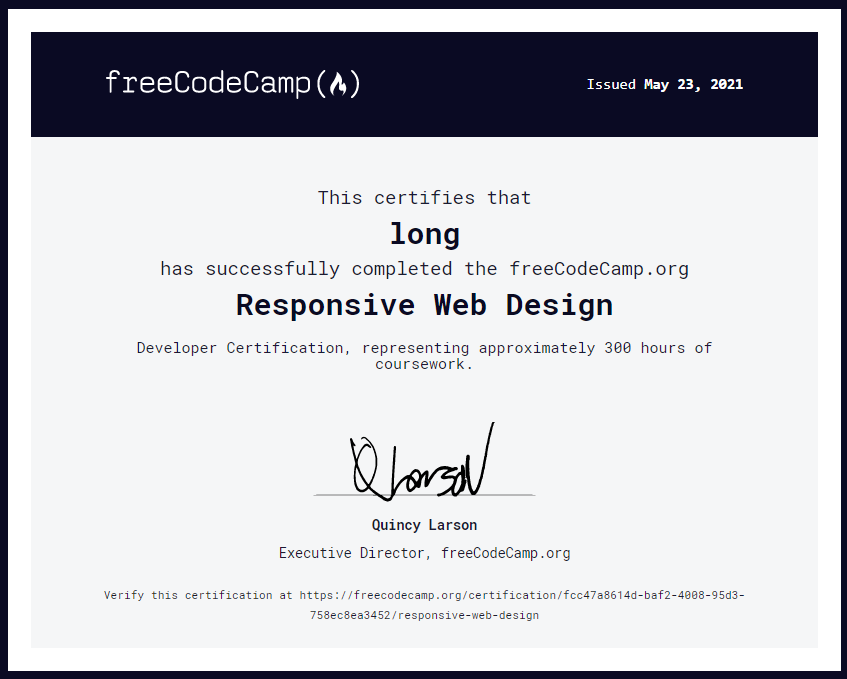 freeCodeCamp
Issued May 23, 2021
This certifies that
long
has successfully completed the freeCodeCamp.org
Responsive Web Design
Developer Certification, representing approximately 300 hours of
coursework.
Q Larson
Quincy Larson
Executive Director, freeCodeCamp.org
Verify this certification at https://freecodecamp.org/certification/fcc47a8614d-baf2-4008-95d3-
758ec8ea3452/responsive-web-design